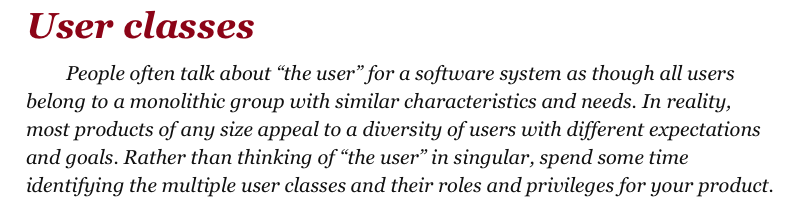 User classes
People often talk about “the user” for a software system as though all users
belong to a monolithic group with similar characteristics and needs. In reality,
most products of any size appeal to a diversity of users with different expectations
and goals. Rather than thinking of “the user” in singular, spend some time
identifying the multiple user classes and their roles and privileges for your product.